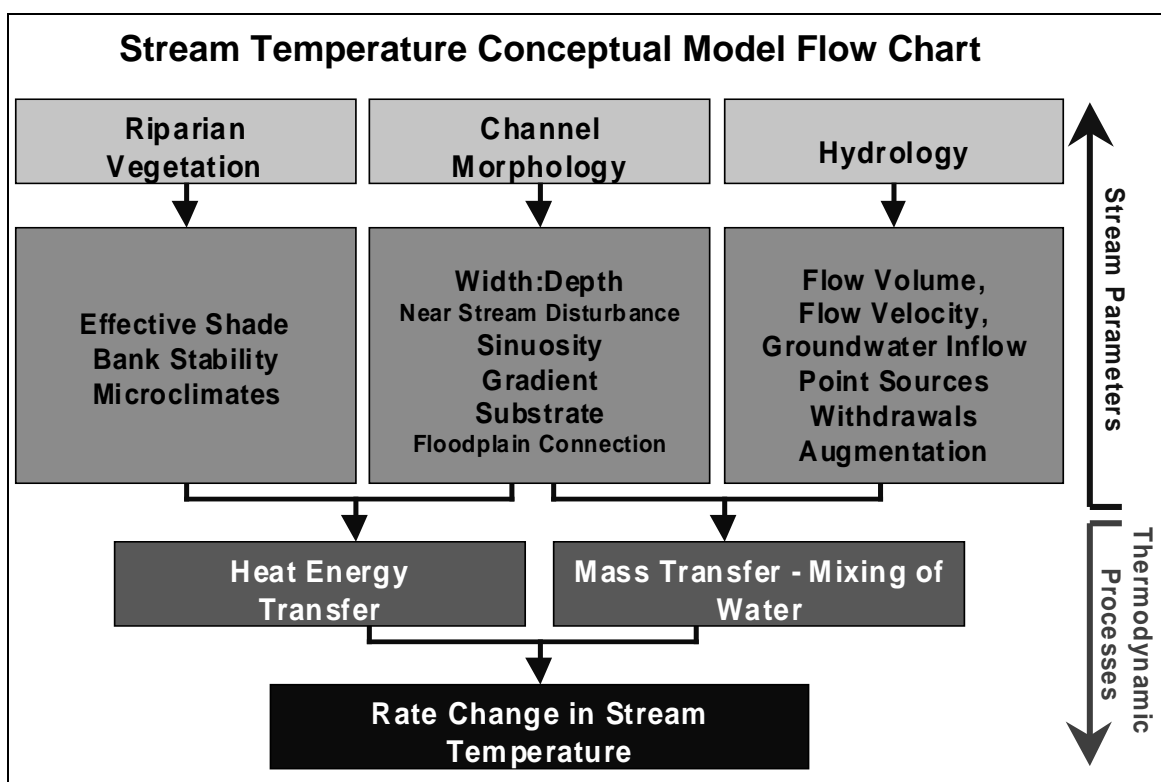 Stream Temperature Conceptual Model Flow Chart
Riparian
Vegetation
Channel
Morphology
Hydrology
Effective Shade
Bank Stability
Microclimates
Width:Depth
Near Stream Disturbance
Sinuosity
Gradient
Substrate
Floodplain Connection
Flow Volume,
Flow Velocity,
Groundwater Inflow
Point Sources
Withdrawals
Augmentation
Stream Parameters
Heat Energy
Transfer
Mass Transfer - Mixing of
Water
Thermodynamic
Processes
Rate Change in Stream
Temperature